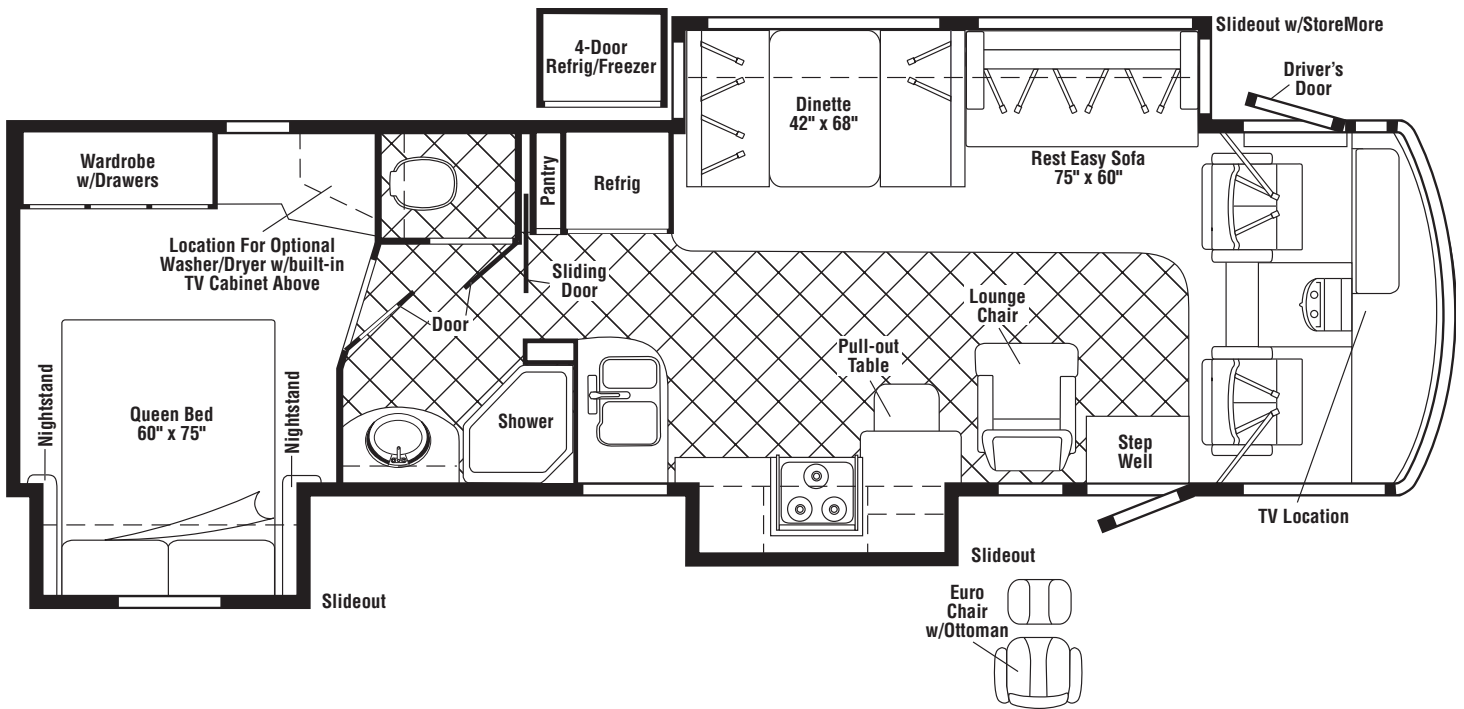 4-Door
Refrig/Freezer
Slideout w/StoreMore
Driver's
Door
Dinette
42" x 68"
Rest Easy Sofa
75" x 60"
Wardrobe
w/Drawers
Pantry
Refrig
Location For Optional
Washer/Dryer w/built-in
TV Cabinet Above
Sliding
Door
Door
Lounge
Chair
Pull-out
Table
Nightstand
Queen Bed
60" x 75"
Nightstand
Shower
Step
Well
TV Location
Slideout
Slideout
Euro
Chair
w/Ottoman